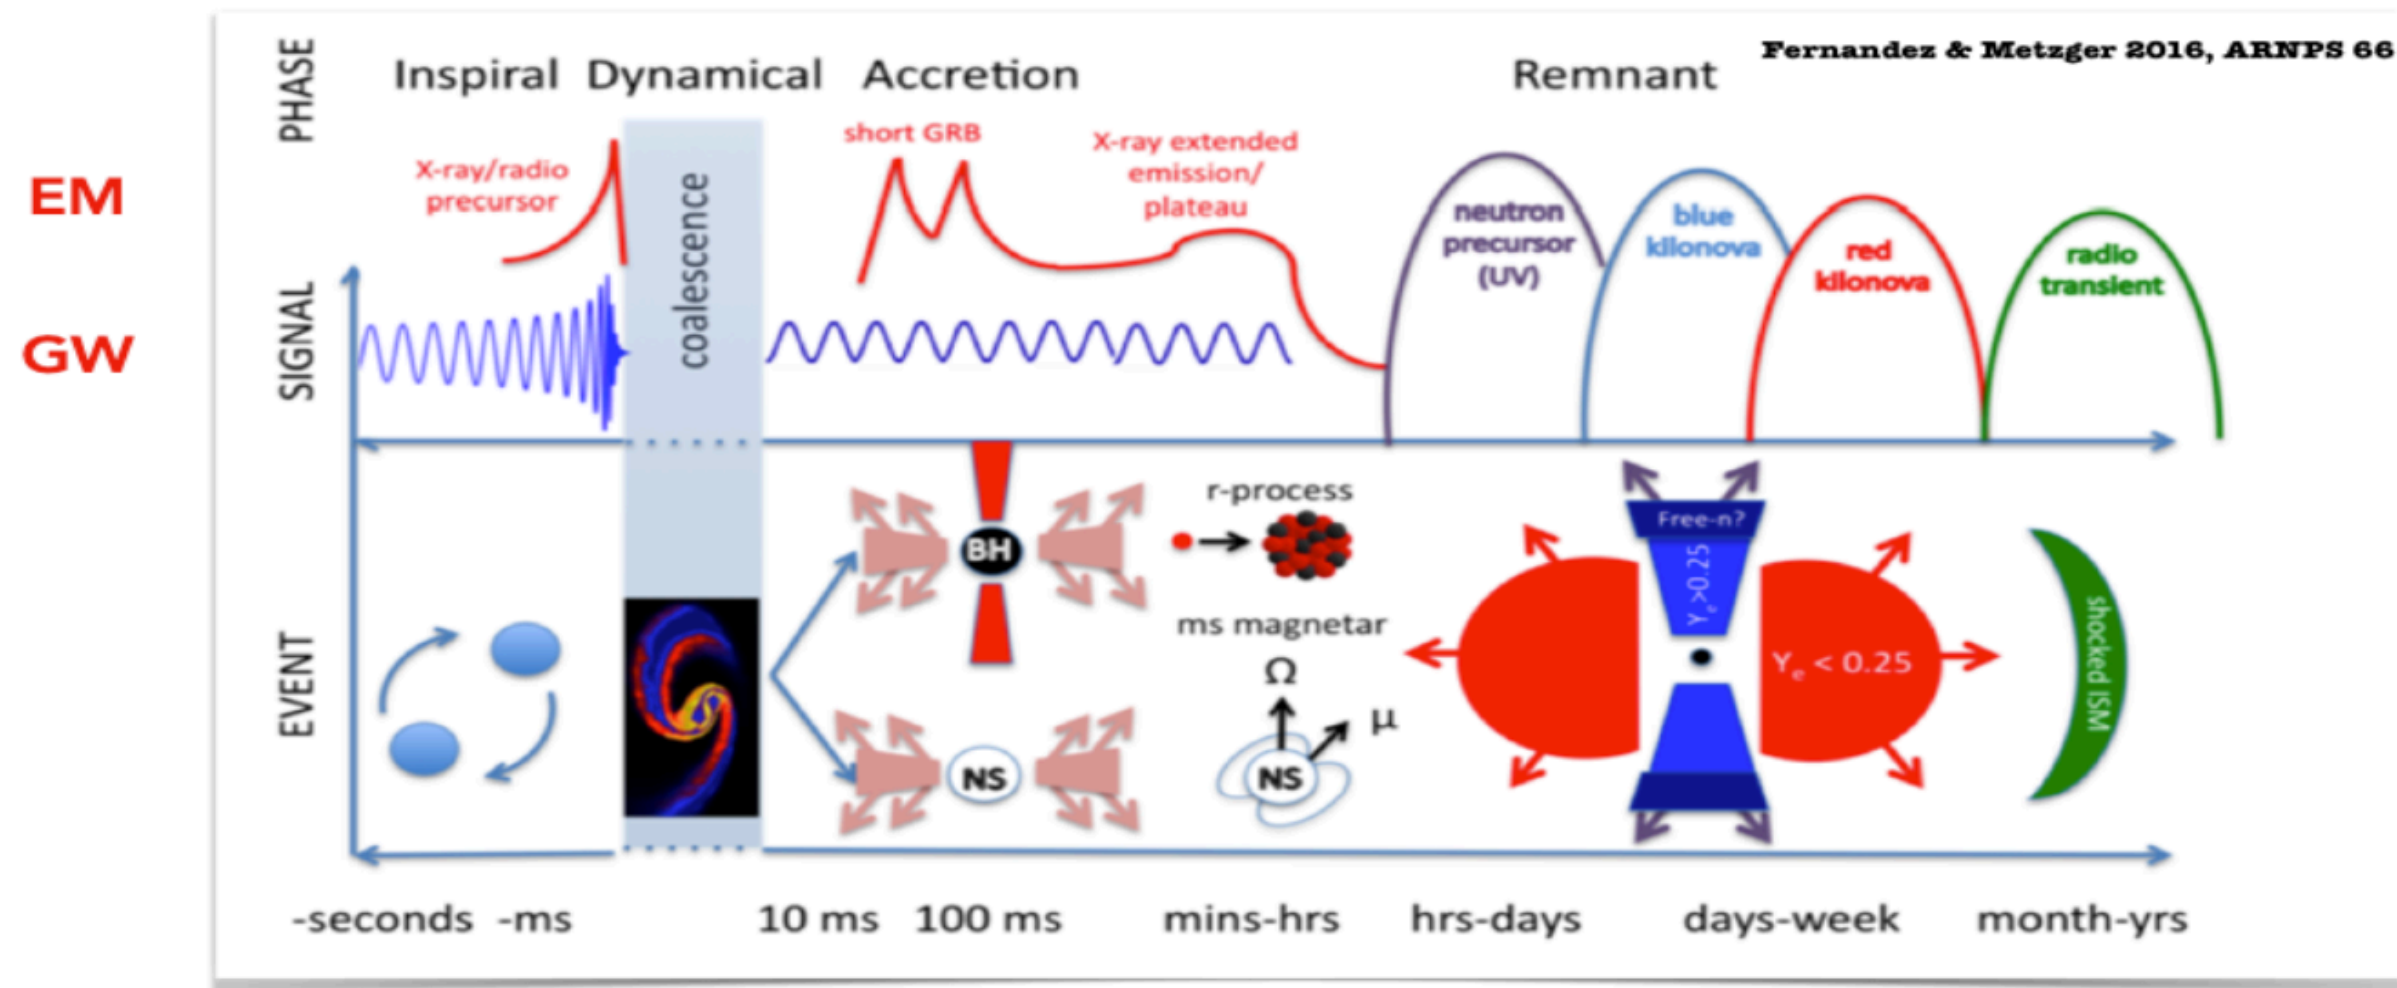 PHASE
Inspiral
Dynamical
Accretion
Remnant
Fernandez & Metzger 2016, ARNPS 66
EM
GW
SIGNAL
X-ray/radio
precursor
coalescence
short GRB
X-ray extended
emission/
plateau
neutron
precursor
(UV)
blue
kilonova
red
kilonova
radio
transient
EVENT
BH
NS
r-process
ms magnetar
Ω
μ
NS
Free-n?
Yₑ>0.25
Yₑ < 0.25
shocked ISM
-seconds
-ms
10 ms
100 ms
mins-hrs
hrs-days
days-week
month-yrs